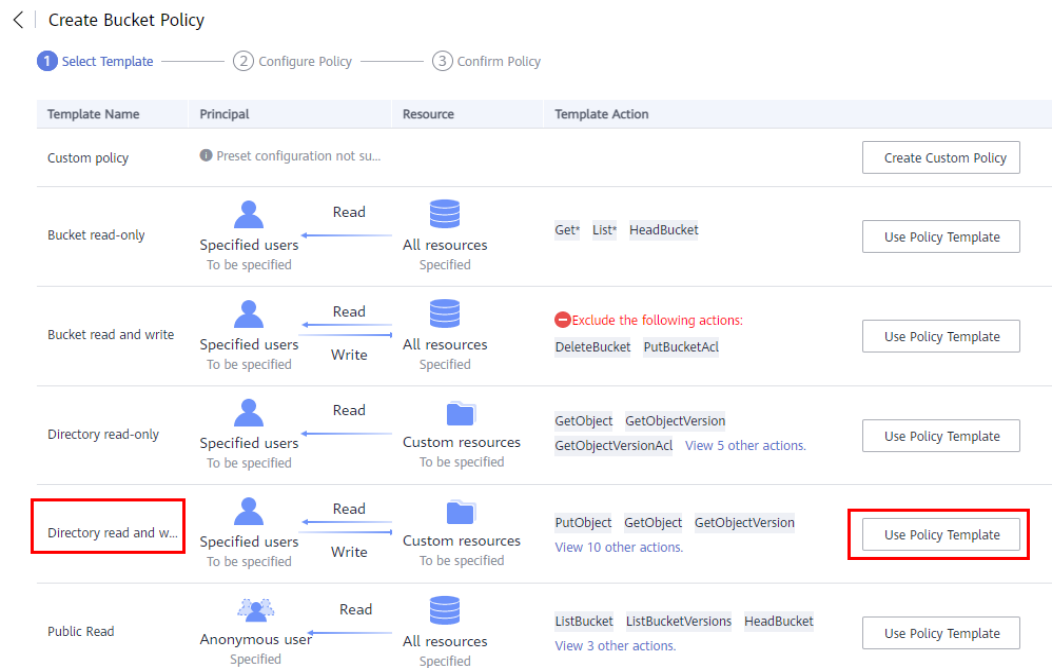 Create Bucket Policy
1 Select Template 2 Configure Policy 3 Confirm Policy
Template Name Principal Resource Template Action
Custom policy Preset configuration not su... Create Custom Policy
Read
Bucket read-only Get* List* HeadBucket Use Policy Template
Specified users All resources
To be specified Specified
Read
Exclude the following actions:
Bucket read and write Use Policy Template
Specified users All resources DeleteBucket PutBucketAcl
Write
To be specified Specified
Read
GetObject GetObjectVersion
Directory read-only Use Policy Template
Specified users Custom resources GetObjectVersionAcl View 5 other actions.
To be specified To be specified
Read
PutObject GetObject GetObjectVersion
Directory read and w... Use Policy Template
Specified users Custom resources View 10 other actions.
Write
To be specified To be specified
Read
ListBucket ListBucketVersions HeadBucket
Public Read Use Policy Template
Anonymous user All resources View 3 other actions.
Specified Specified